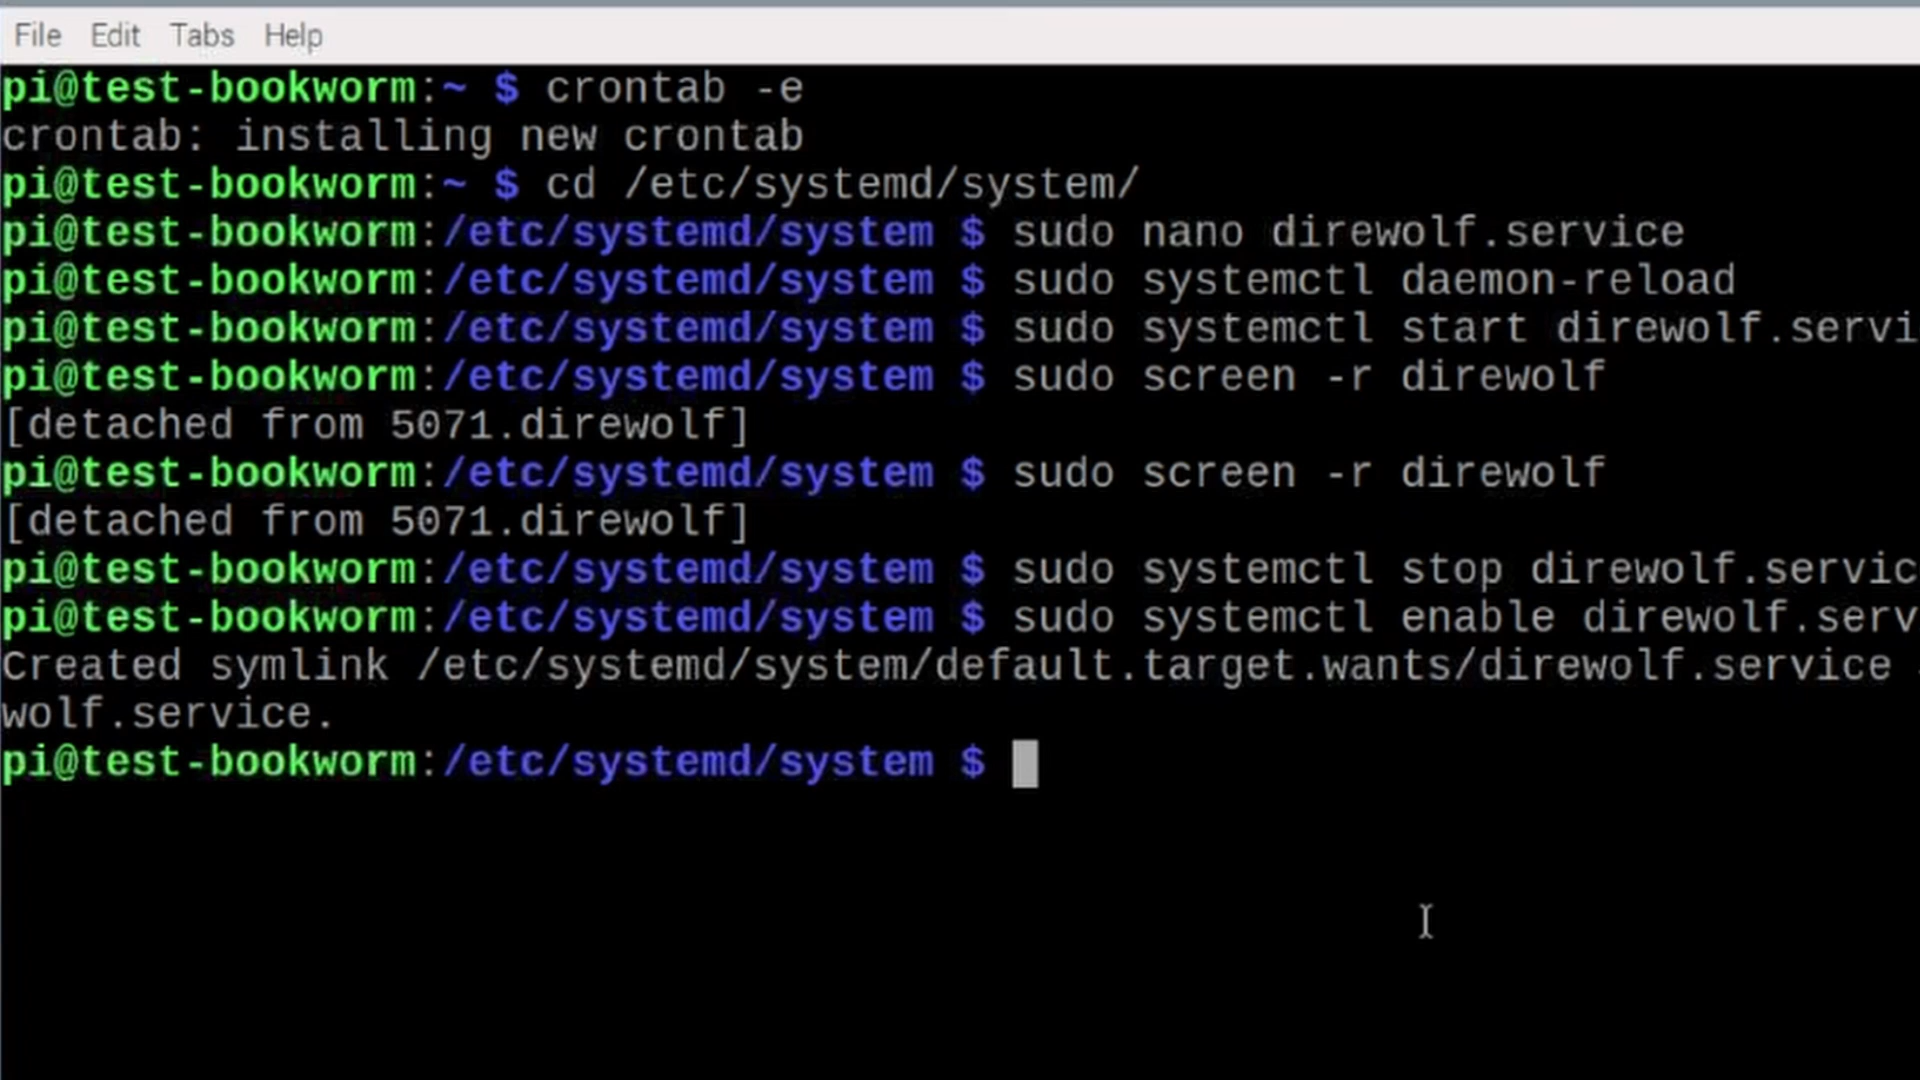 File Edit Tabs Help
pi@test-bookworm:~ $ crontab -e
crontab: installing new crontab
pi@test-bookworm:~ $ cd /etc/systemd/system/
pi@test-bookworm:/etc/systemd/system $ sudo nano direwolf.service
pi@test-bookworm:/etc/systemd/system $ sudo systemctl daemon-reload
pi@test-bookworm:/etc/systemd/system $ sudo systemctl start direwolf.servi
pi@test-bookworm:/etc/systemd/system $ sudo screen -r direwolf
[detached from 5071.direwolf]
pi@test-bookworm:/etc/systemd/system $ sudo screen -r direwolf
[detached from 5071.direwolf]
pi@test-bookworm:/etc/systemd/system $ sudo systemctl stop direwolf.servic
pi@test-bookworm:/etc/systemd/system $ sudo systemctl enable direwolf.serv
Created symlink /etc/systemd/system/default.target.wants/direwolf.service
wolf.service.
pi@test-bookworm:/etc/systemd/system $